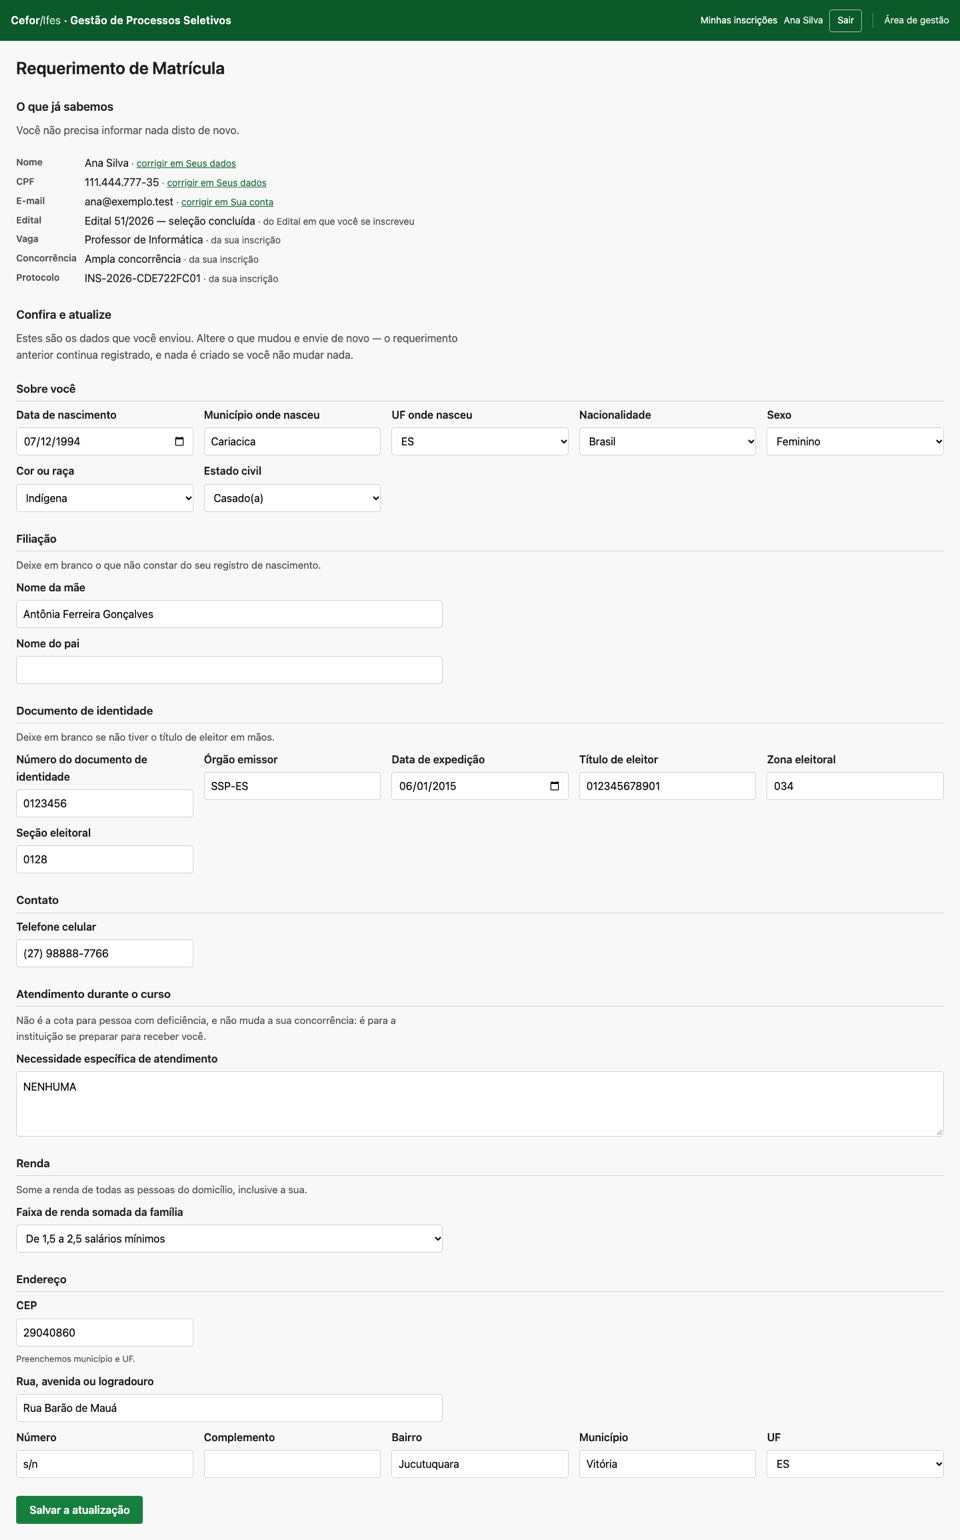 Cefor/Ifes · Gestão de Processos Seletivos
Minhas inscrições Ana Silva Sair Área de gestão
Requerimento de Matrícula
O que já sabemos
Você não precisa informar nada disto de novo.
Nome Ana Silva · corrigir em Seus dados
CPF 111.444.777-35 · corrigir em Seus dados
E-mail ana@exemplo.test · corrigir em Sua conta
Edital Edital 51/2026 — seleção concluída · do Edital em que você se inscreveu
Vaga Professor de Informática · da sua inscrição
Concorrência Ampla concorrência · da sua inscrição
Protocolo INS-2026-CDE722FC01 · da sua inscrição
Confira e atualize
Estes são os dados que você enviou. Altere o que mudou e envie de novo — o requerimento
anterior continua registrado, e nada é criado se você não mudar nada.
Sobre você
Data de nascimento Município onde nasceu UF onde nasceu Nacionalidade Sexo
07/12/1994 Cariacica ES Brasil Feminino
Cor ou raça Estado civil
Indígena Casado(a)
Filiação
Deixe em branco o que não constar do seu registro de nascimento.
Nome da mãe
Antônia Ferreira Gonçalves
Nome do pai
Documento de identidade
Deixe em branco se não tiver o título de eleitor em mãos.
Número do documento de
identidade
Órgão emissor Data de expedição Título de eleitor Zona eleitoral
0123456 SSP-ES 06/01/2015 012345678901 034
Seção eleitoral
0128
Contato
Telefone celular
(27) 98888-7766
Atendimento durante o curso
Não é a cota para pessoa com deficiência, e não muda a sua concorrência: é para a
instituição se preparar para receber você.
Necessidade específica de atendimento
NENHUMA
Renda
Some a renda de todas as pessoas do domicílio, inclusive a sua.
Faixa de renda somada da família
De 1,5 a 2,5 salários mínimos
Endereço
CEP
29040860
Preenchemos município e UF.
Rua, avenida ou logradouro
Rua Barão de Mauá
Número Complemento Bairro Município UF
s/n Jucutuquara Vitória ES
Salvar a atualização